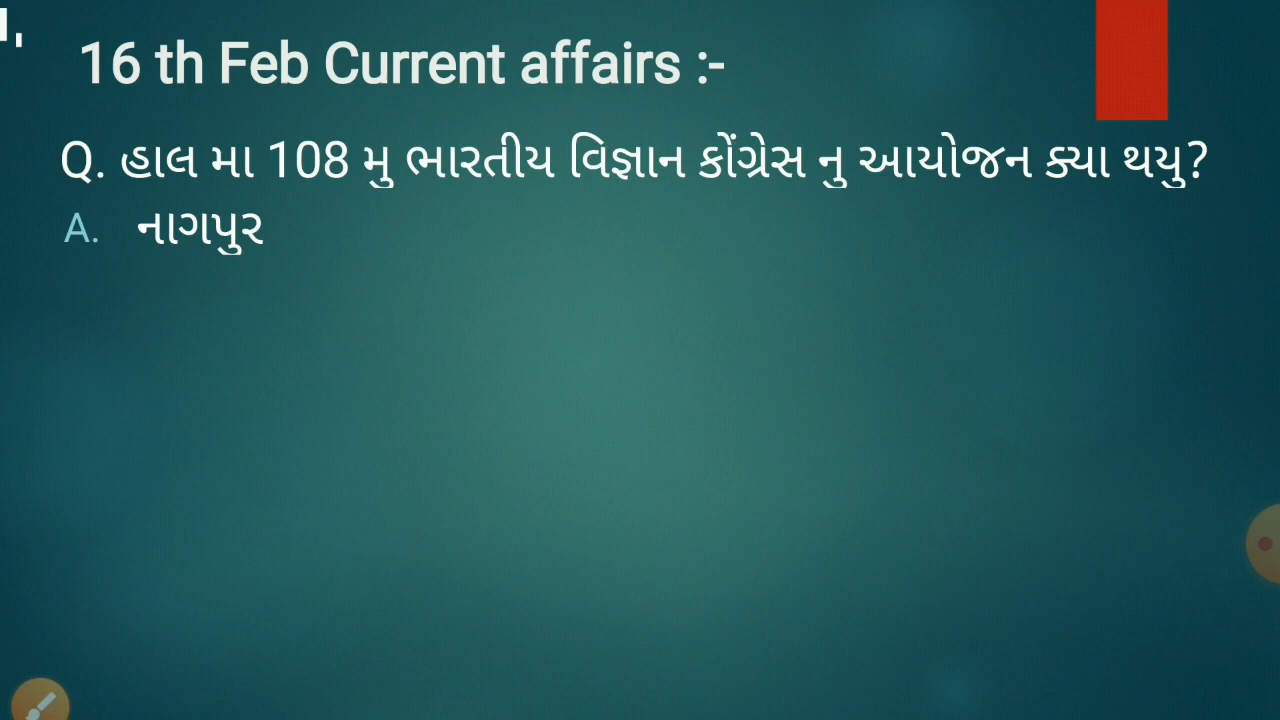 16 th Feb Current affairs :-
Q. હાલ મા 108 મુ ભારતીય વિજ્ઞાન કોંગ્રેસ નુ આયોજન ક્યા થયુ?
A. નાગપુર